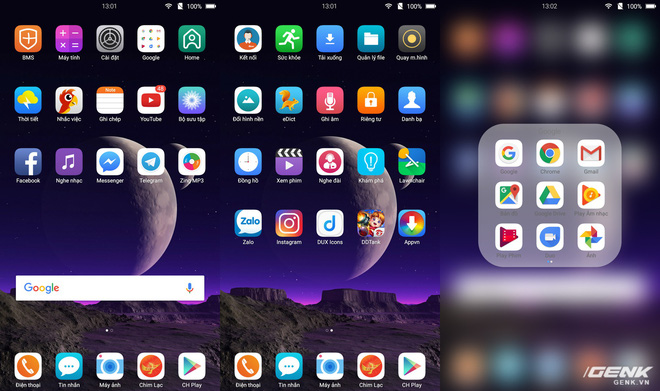 13:01
100%
BMS
Máy tính
Cài đặt
Google
Home
Thời tiết
Nhắc việc
Ghi chép
YouTube
Bộ sưu tập
Facebook
Nghe nhạc
Messenger
Telegram
Zing MP3
Google
Điện thoại
Tin nhắn
Máy ảnh
Chim Lạc
CH Play
13:01
100%
Kết nối
Sức khỏe
Tải xuống
Quản lý file
Quay m.hình
Đổi hình nền
eDict
Ghi âm
Riêng tư
Danh bạ
Đồng hồ
Xem phim
Nghe đài
Khám phá
Lawnchair
Zalo
Zalo
Instagram
DUX Icons
DDTank
Appvn
Điện thoại
Tin nhắn
Máy ảnh
Chim Lạc
CH Play
13:02
100%
Google
Chrome
Gmail
Google Drive
Play Âm nhạc
Play Phim
Duo
Ảnh
GENK
GENK.VN